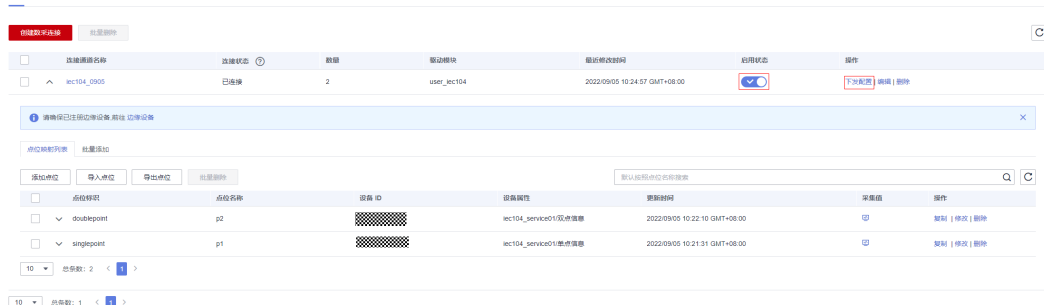 创建数采连接 批量删除
连接通道名称 连接状态 ? 数量 驱动模块 最近修改时间 启用状态 操作
iec104_0905 已连接 2 user_iec104 2022/09/05 10:24:57 GMT+08:00 下发配置 | 编辑 | 删除
请确保已注册边缘设备,前往 边缘设备
点位映射列表 批量添加
添加点位 导入点位 导出点位 批量删除 默认按照点位名称搜索
点位标识 点位名称 设备 ID 设备属性 更新时间 采集值 操作
doublepoint p2 iec104_service01/双点信息 2022/09/05 10:22:10 GMT+08:00 复制 | 修改 | 删除
singlepoint p1 iec104_service01/单点信息 2022/09/05 10:21:31 GMT+08:00 复制 | 修改 | 删除
10 总条数: 2 < 1 >
10 总条数: 1 < 1 >